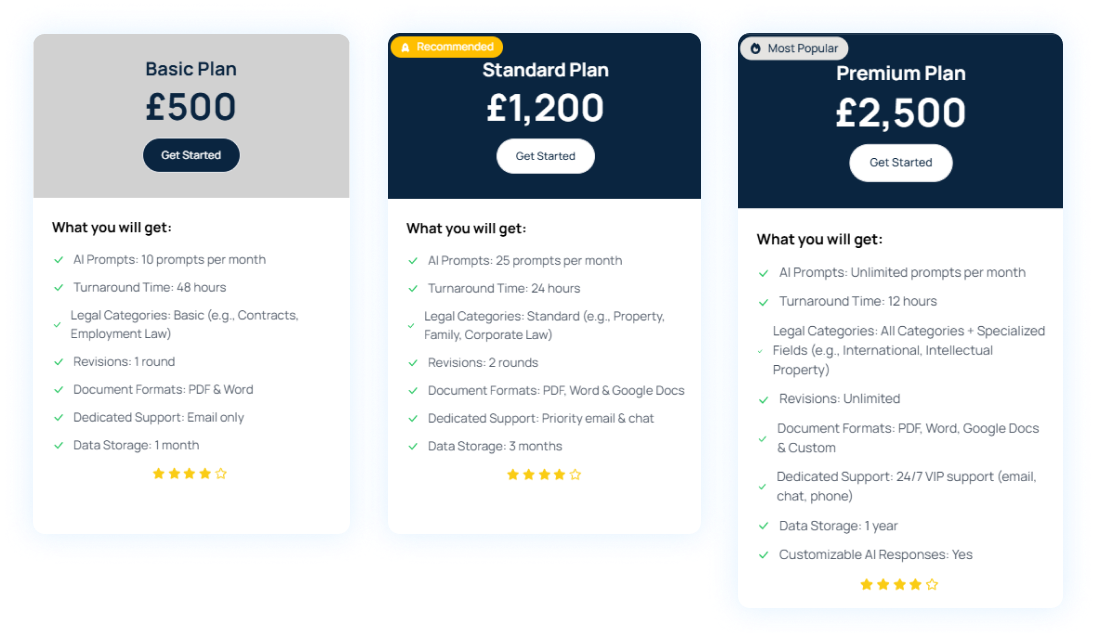 Basic Plan
£500
Get Started
What you will get:
AI Prompts: 10 prompts per month
Turnaround Time: 48 hours
Legal Categories: Basic (e.g., Contracts,
Employment Law)
Revisions: 1 round
Document Formats: PDF & Word
Dedicated Support: Email only
Data Storage: 1 month
Recommended
Standard Plan
£1,200
Get Started
What you will get:
AI Prompts: 25 prompts per month
Turnaround Time: 24 hours
Legal Categories: Standard (e.g., Property,
Family, Corporate Law)
Revisions: 2 rounds
Document Formats: PDF, Word & Google Docs
Dedicated Support: Priority email & chat
Data Storage: 3 months
Most Popular
Premium Plan
£2,500
Get Started
What you will get:
AI Prompts: Unlimited prompts per month
Turnaround Time: 12 hours
Legal Categories: All Categories + Specialized
Fields (e.g., International, Intellectual
Property)
Revisions: Unlimited
Document Formats: PDF, Word, Google Docs
& Custom
Dedicated Support: 24/7 VIP support (email,
chat, phone)
Data Storage: 1 year
Customizable AI Responses: Yes